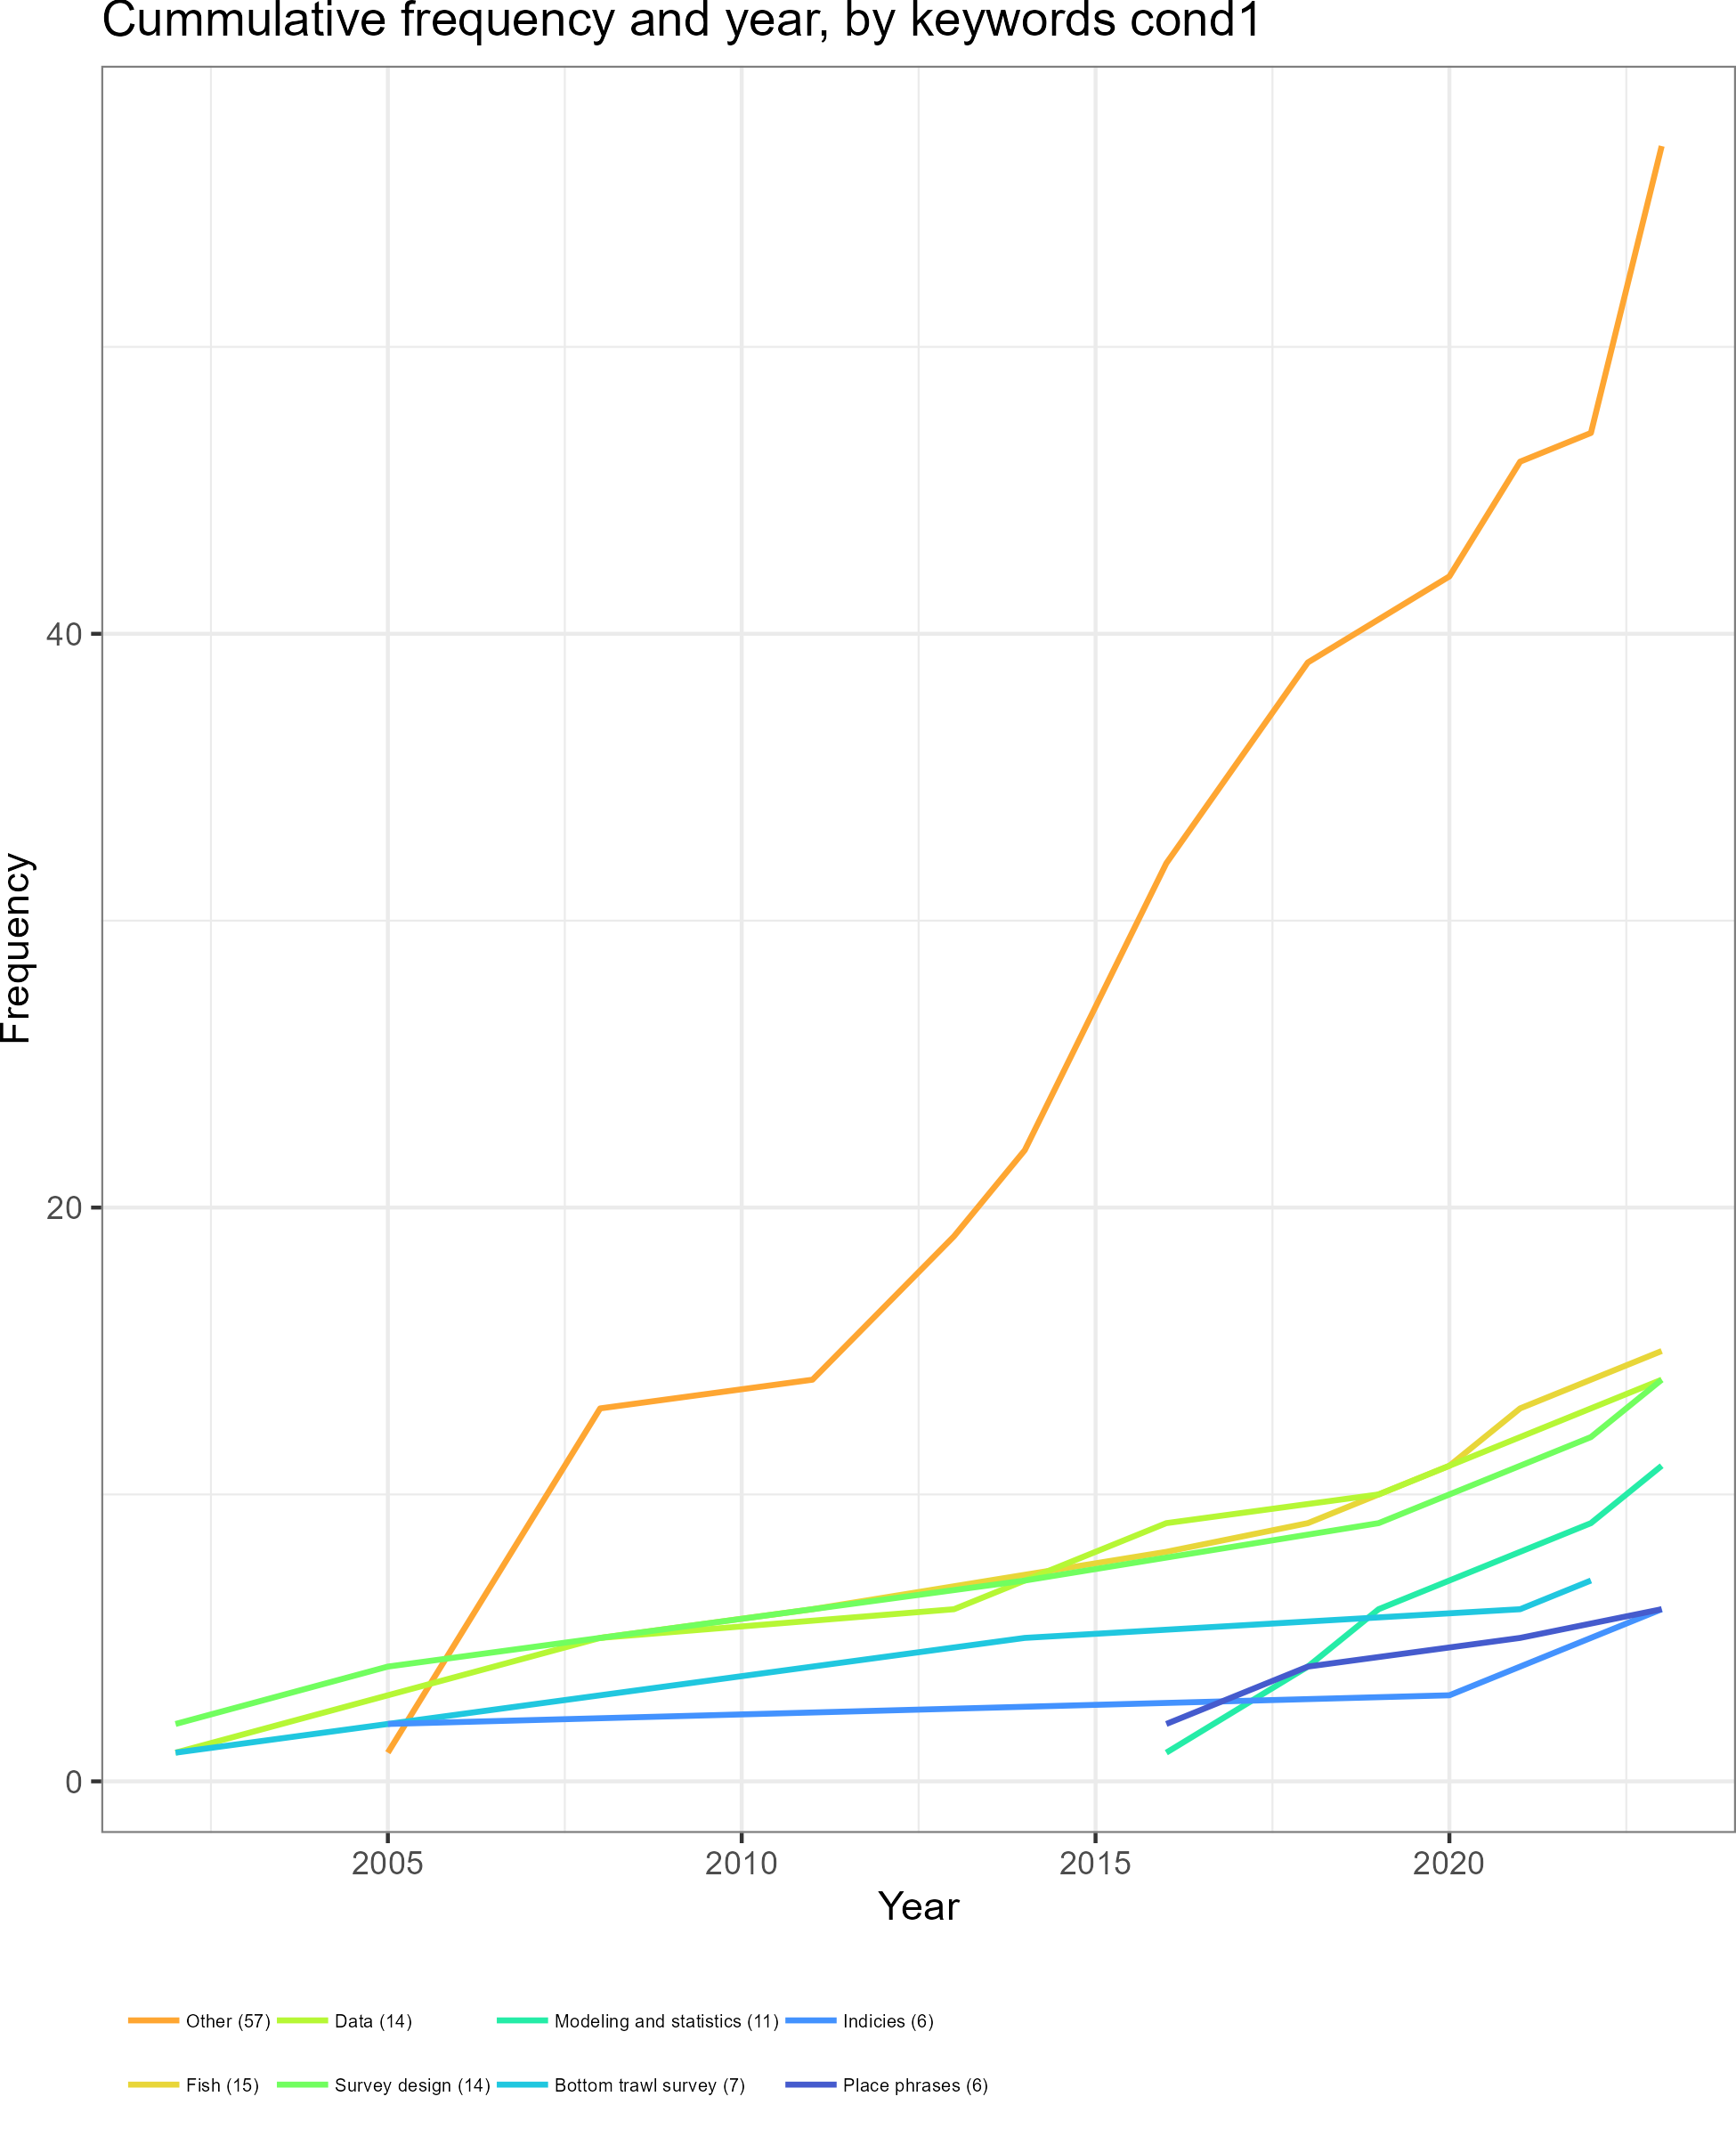 Cummulative frequency and year, by keywords cond1
Frequency
40
20
0
2005 2010 2015 2020
Year
Other (57) Data (14) Modeling and statistics (11) Indicies (6)
Fish (15) Survey design (14) Bottom trawl survey (7) Place phrases (6)